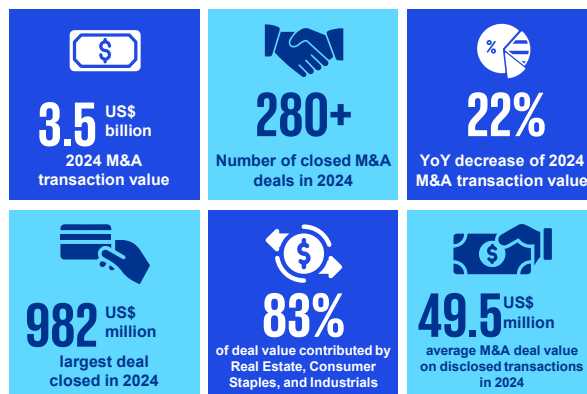 $
3.5 US$
billion
2024 M&A
transaction value
280+
Number of closed M&A
deals in 2024
%
22%
YoY decrease of 2024
M&A transaction value
982 US$
million
largest deal
closed in 2024
$
83%
of deal value contributed by
Real Estate, Consumer
Staples, and Industrials
$
49.5 US$
million
average M&A deal value
on disclosed transactions
in 2024